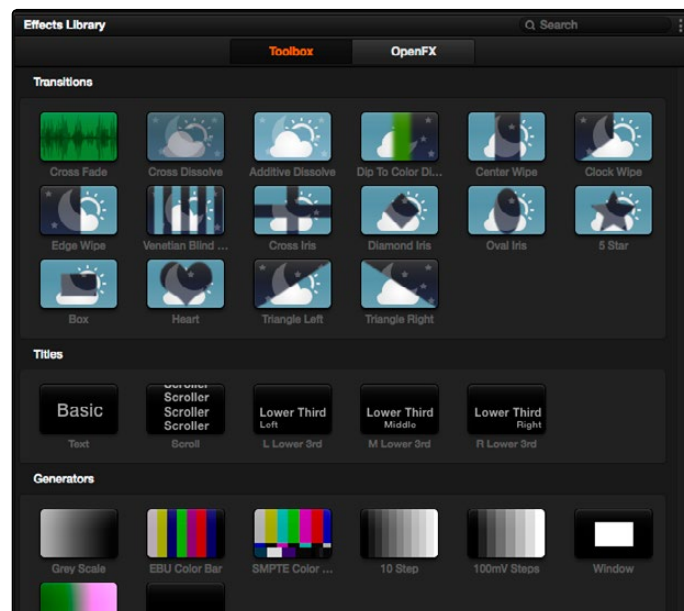 Effects Library
Search
Toolbox OpenFX
Transitions
Cross Fade Cross Dissolve Additive Dissolve Dip To Color Di... Center Wipe Clock Wipe
Edge Wipe Venetian Blind ... Cross Iris Diamond Iris Oval Iris 5 Star
Box Heart Triangle Left Triangle Right
Titles
Basic
Scroller
Scroller
Scroller
Scroller
Lower Third
Left
Lower Third
Middle
Lower Third
Right
Text Scroll L Lower 3rd M Lower 3rd R Lower 3rd
Generators
Grey Scale EBU Color Bar SMPTE Color ... 10 Step 100mV Steps Window